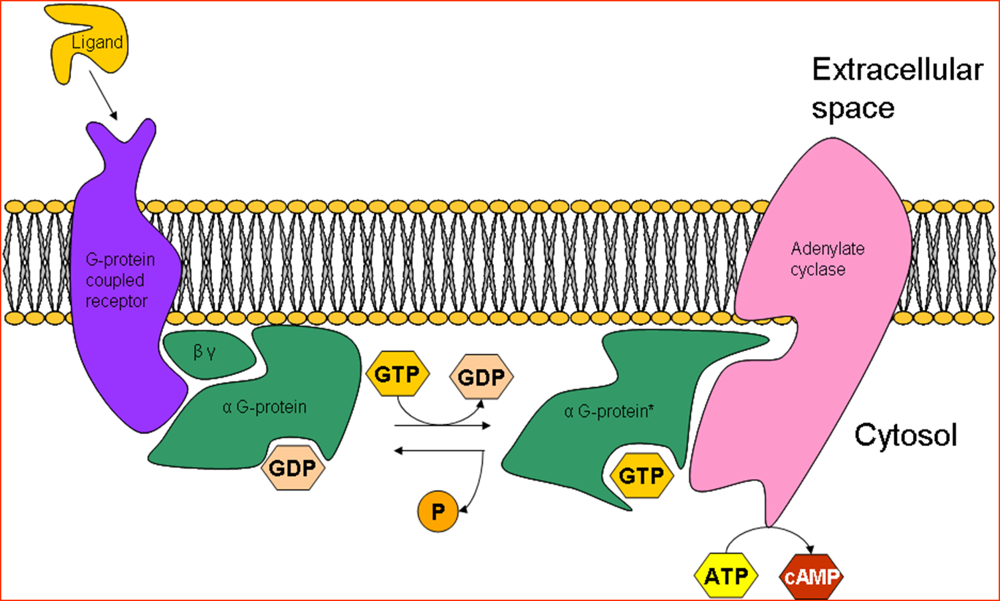 Ligand
Extracellular
space
G-protein
coupled
receptor
Adenylate
cyclase
β γ
GTP
GDP
α G-protein
α G-protein*
Cytosol
GDP
GTP
P
ATP
cAMP